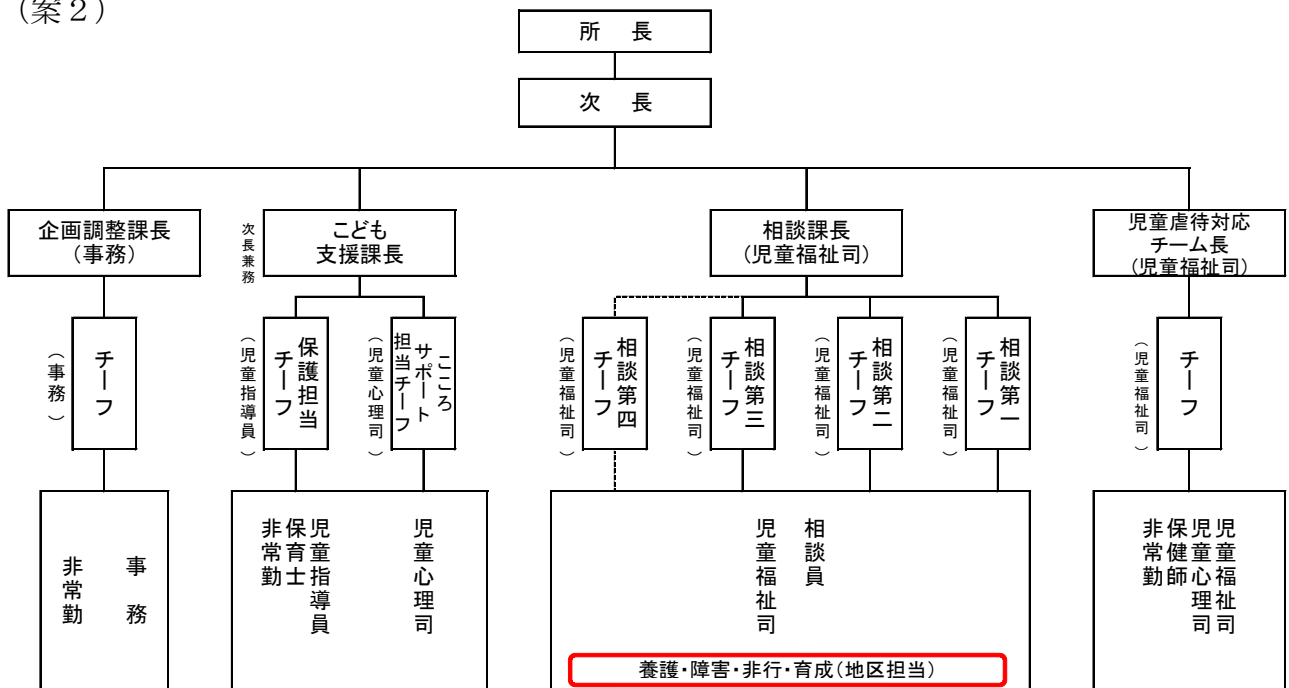 (案2)
所　長
次　長
企画調整課長
(事務)
次長兼務
こども
支援課長
相談課長
(児童福祉司)
児童虐待対応
チーム長
(児童福祉司)
チーフ
(事務)
保護担当
チーフ
(児童指導員)
こころ
サポート
担当チーフ
(児童心理司)
相談第四
チーフ
(児童福祉司)
相談第三
チーフ
(児童福祉司)
相談第二
チーフ
(児童福祉司)
相談第一
チーフ
(児童福祉司)
チーフ
(児童福祉司)
事　務
非常勤
児童指導員
保育士
非常勤
児童心理司
相談員
児童福祉司
養護・障害・非行・育成(地区担当)
児童福祉司
児童心理司
保健師
非常勤